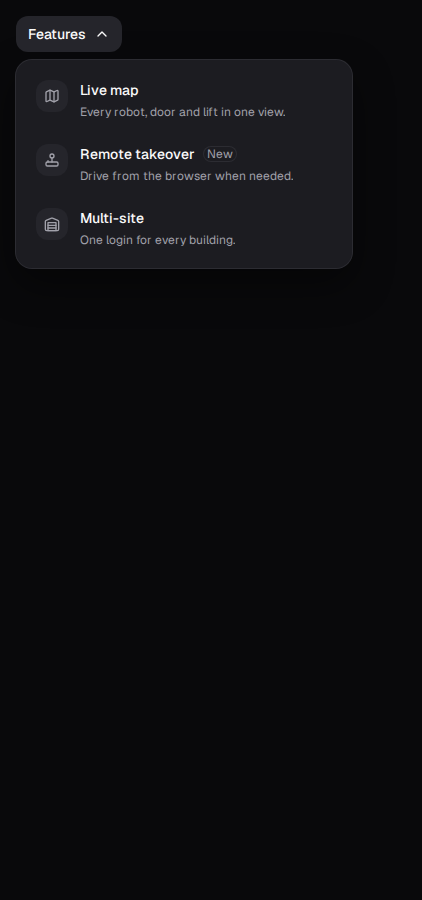 Features
Live map
Every robot, door and lift in one view.
Remote takeover New
Drive from the browser when needed.
Multi-site
One login for every building.